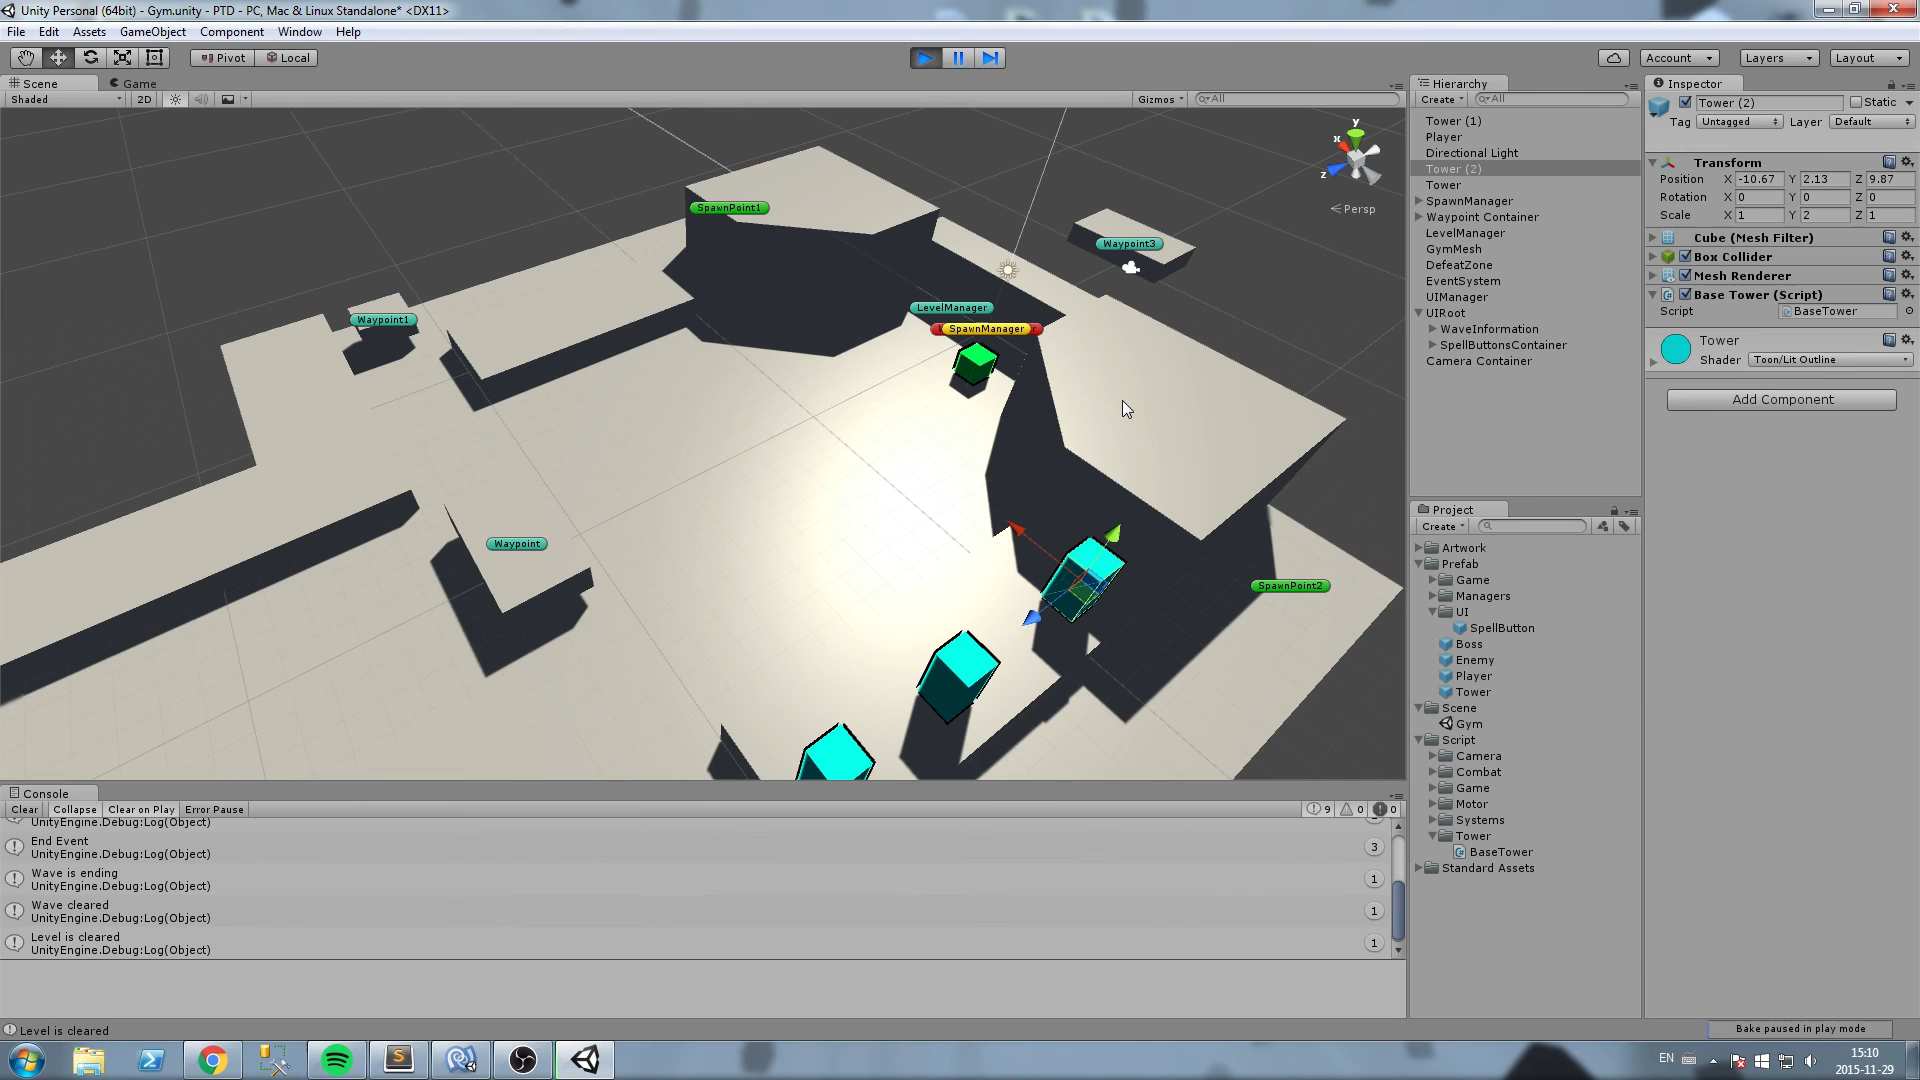 Unity Personal (64bit) - Gym.unity - PTD - PC, Mac & Linux Standalone* <DX11>
File Edit Assets GameObject Component Window Help
Pivot Local
Account Layers Layout
Scene Game
Shaded 2D Gizmos All
SpawnPoint1
Waypoint3
LevelManager
SpawnManager
Waypoint1
Waypoint
SpawnPoint2
y
x
z
Persp
Hierarchy
Create All
Tower (1)
Player
Directional Light
Tower (2)
Tower
SpawnManager
Waypoint Container
LevelManager
GymMesh
DefeatZone
EventSystem
UIManager
UIRoot
WaveInformation
SpellButtonsContainer
Camera Container
Project
Create
Artwork
Prefab
Game
Managers
UI
SpellButton
Boss
Enemy
Player
Tower
Scene
Gym
Script
Camera
Combat
Game
Motor
Systems
Tower
BaseTower
Standard Assets
Inspector
Tower (2) Static
Tag Untagged Layer Default
Transform
Position X -10.67 Y 2.13 Z 9.87
Rotation X 0 Y 0 Z 0
Scale X 1 Y 2 Z 1
Cube (Mesh Filter)
Box Collider
Mesh Renderer
Base Tower (Script)
Script BaseTower
Tower
Shader Toon/Lit Outline
Add Component
Console
Clear Collapse Clear on Play Error Pause 9 0 0
UnityEngine.Debug:Log(Object)
End Event
UnityEngine.Debug:Log(Object) 3
Wave is ending
UnityEngine.Debug:Log(Object) 1
Wave cleared
UnityEngine.Debug:Log(Object) 1
Level is cleared
UnityEngine.Debug:Log(Object) 1
Level is cleared
Bake paused in play mode
EN
15:10
2015-11-29